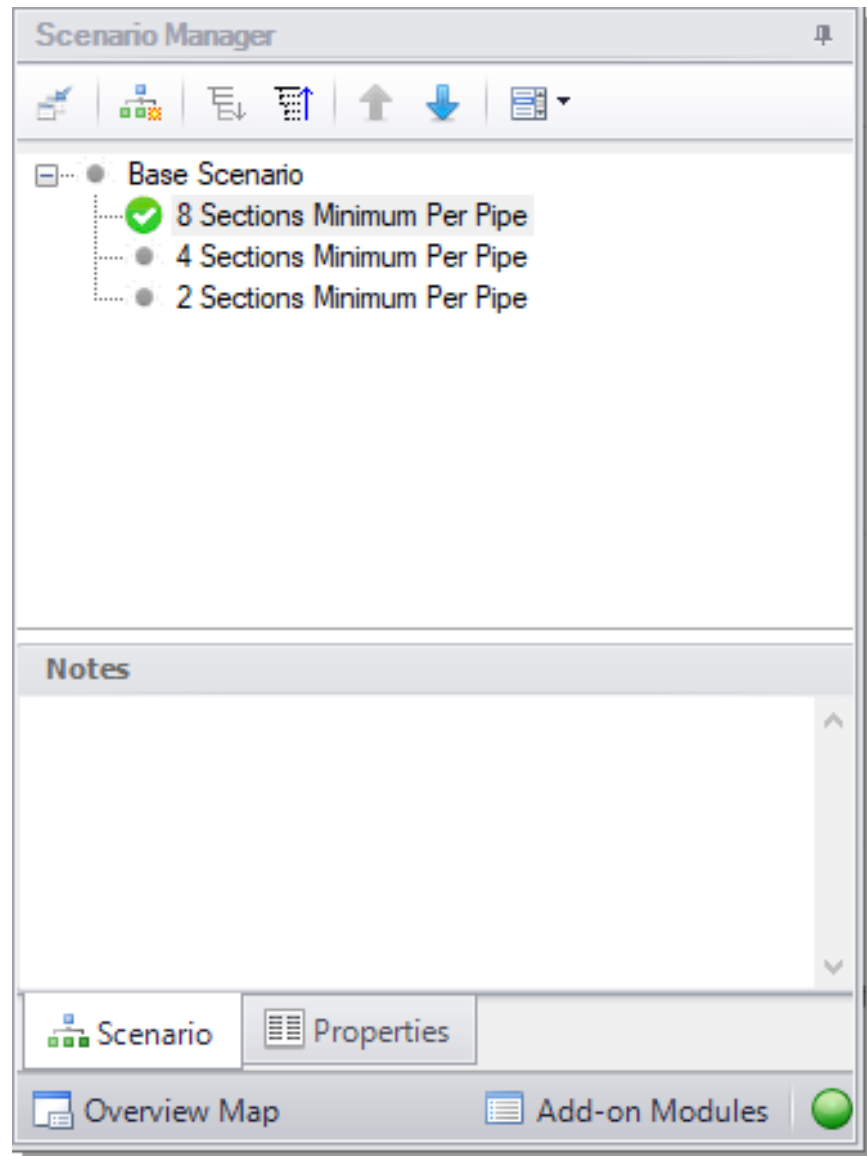 Scenario Manager
Base Scenario
8 Sections Minimum Per Pipe
4 Sections Minimum Per Pipe
2 Sections Minimum Per Pipe
Notes
Scenario Properties
Overview Map Add-on Modules